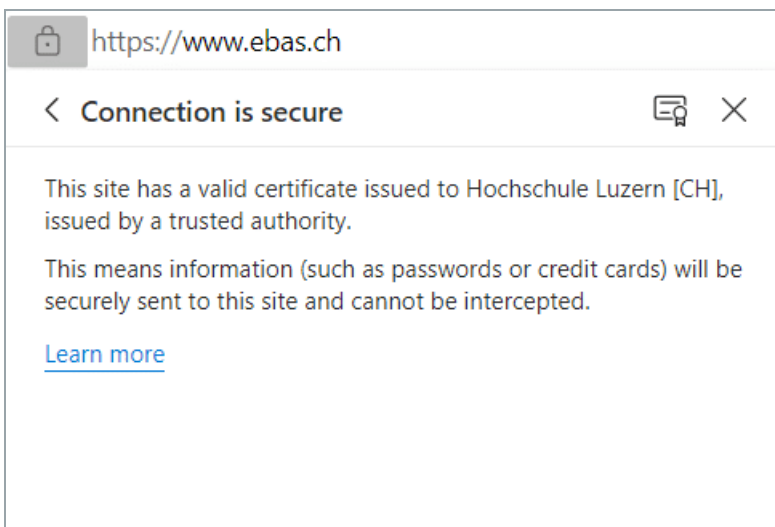 https://www.ebas.ch
Connection is secure
This site has a valid certificate issued to Hochschule Luzern [CH],
issued by a trusted authority.
This means information (such as passwords or credit cards) will be
securely sent to this site and cannot be intercepted.
Learn more